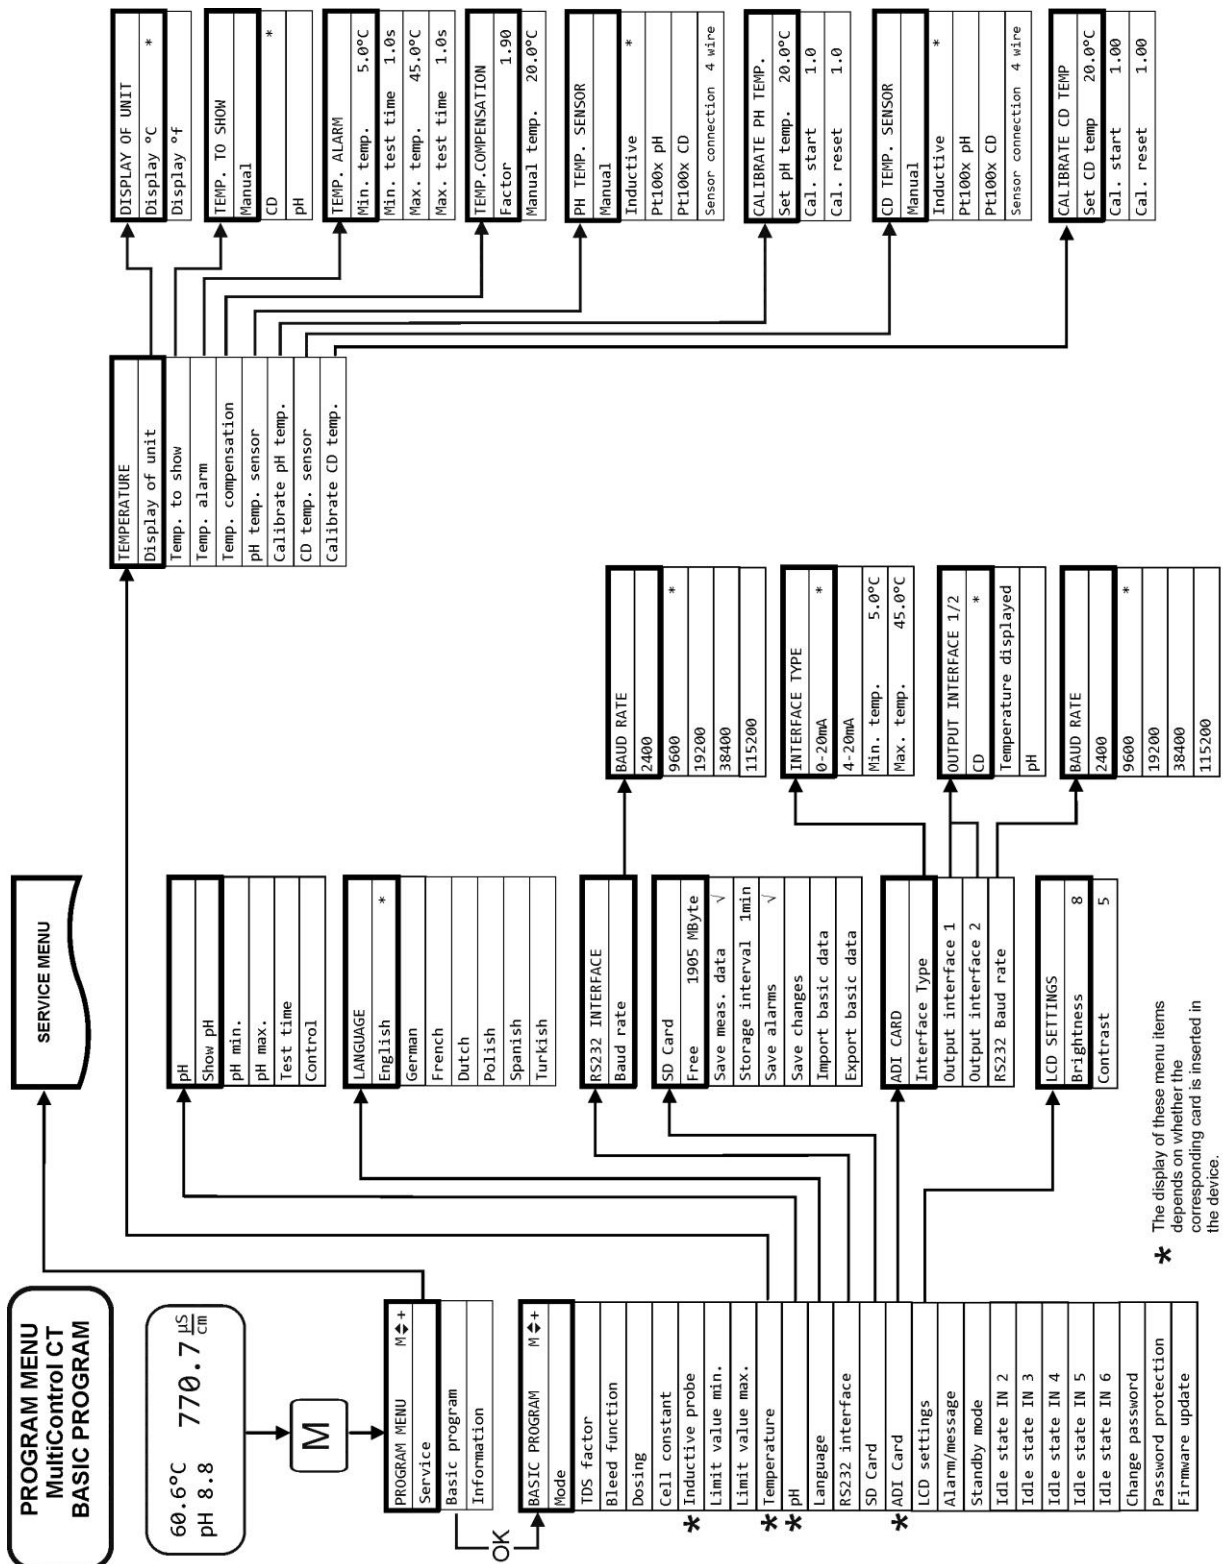 PROGRAM MENU
MultiControl CT
BASIC PROGRAM
60.6°C 770.7 µS
cm
pH 8.8
M
PROGRAM MENU M+
Service
Basic program
Information
OK
BASIC PROGRAM M+
Mode
TDS factor
Bleed function
Dosing
Cell constant
* Inductive probe
Limit value min.
Limit value max.
* Temperature
* pH
Language
RS232 interface
SD Card
* ADI Card
LCD settings
Alarm/message
Standby mode
Idle state IN 2
Idle state IN 3
Idle state IN 4
Idle state IN 5
Idle state IN 6
Change password
Password protection
Firmware update
SERVICE MENU
pH
Show pH
pH min.
pH max.
Test time
Control
LANGUAGE
English *
German
French
Dutch
Polish
Spanish
Turkish
RS232 INTERFACE
Baud rate
SD Card
Free 1905 MByte
Save meas. data √
Storage interval 1min
Save alarms √
Save changes
Import basic data
Export basic data
ADI CARD
Interface Type
Output interface 1
Output interface 2
RS232 Baud rate
LCD SETTINGS
Brightness 8
Contrast 5
* The display of these menu items
depends on whether the
corresponding card is inserted in
the device.
BAUD RATE
2400
9600 *
19200
38400
115200
INTERFACE TYPE
0-20mA *
4-20mA
Min. temp. 5.0°C
Max. temp. 45.0°C
OUTPUT INTERFACE 1/2
CD *
Temperature displayed
pH
BAUD RATE
2400
9600 *
19200
38400
115200
TEMPERATURE
Display of unit
Temp. to show
Temp. alarm
Temp. compensation
pH temp. sensor
Calibrate pH temp.
CD temp. sensor
Calibrate CD temp.
DISPLAY OF UNIT
Display °C *
Display °f
TEMP. TO SHOW
Manual
CD *
pH
TEMP. ALARM
Min. temp. 5.0°C
Min. test time 1.0s
Max. temp. 45.0°C
Max. test time 1.0s
TEMP.COMPENSATION
Factor 1.90
Manual temp. 20.0°C
PH TEMP. SENSOR
Manual
Inductive *
Pt100x pH
Pt100x CD
Sensor connection 4 wire
CALIBRATE PH TEMP.
Set pH temp. 20.0°C
Cal. start 1.0
Cal. reset 1.0
CD TEMP. SENSOR
Manual
Inductive *
Pt100x pH
Pt100x CD
Sensor connection 4 wire
CALIBRATE CD TEMP
Set CD temp 20.0°C
Cal. start 1.00
Cal. reset 1.00